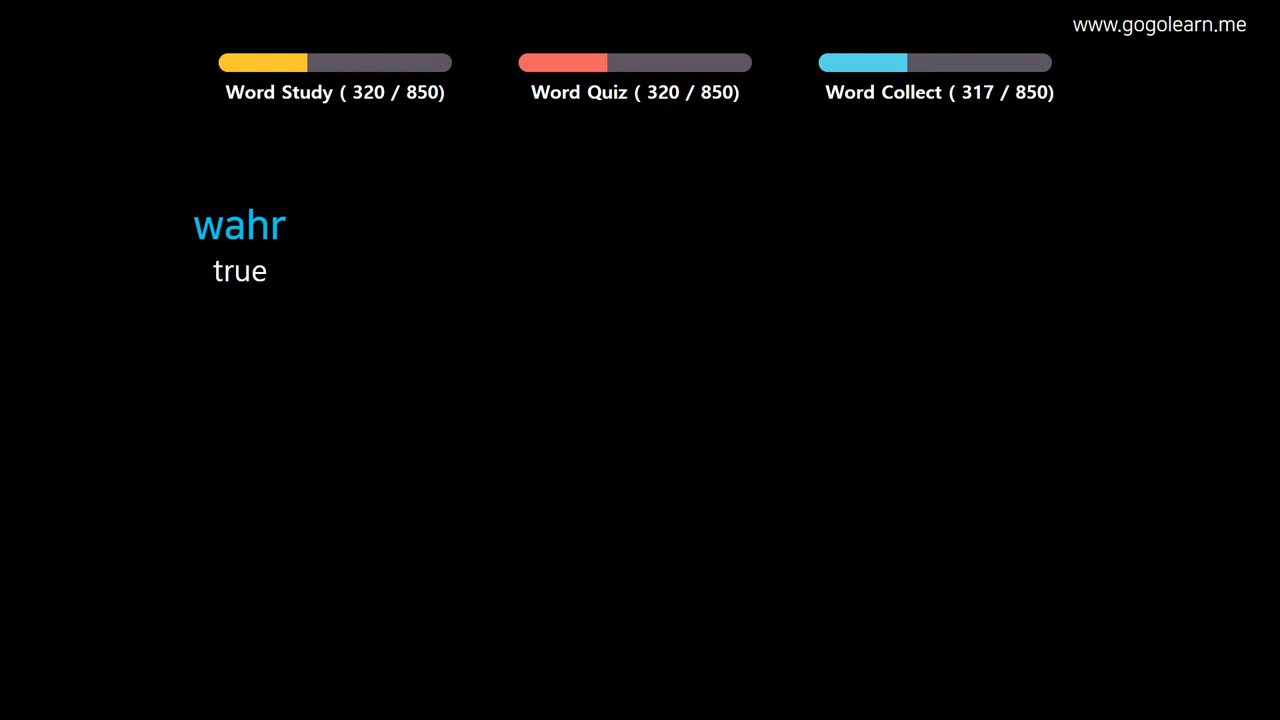 www.gogolearn.me
Word Study ( 320 / 850)
Word Quiz ( 320 / 850)
Word Collect ( 317 / 850)
wahr
true